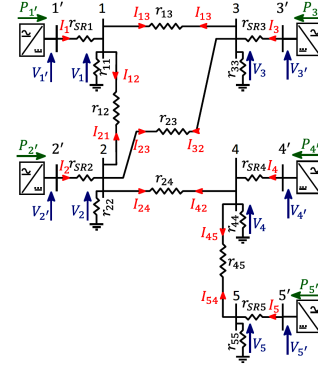 P1' 1' 1 I13 I13 3 3' P3'
I1 rSR1 r13 rSR3 I3
V1' V1 r11 I12 r33 V3 V3'
r12 r23
P2' 2' I21 I23 I32 4' P4'
I2 rSR2 2 r24 4 rSR4 I4
V2' V2 r22 I24 I42 r44 V4 V4'
I45
r45
I54 5 5' P5'
rSR5 I5
r55 V5 V5'